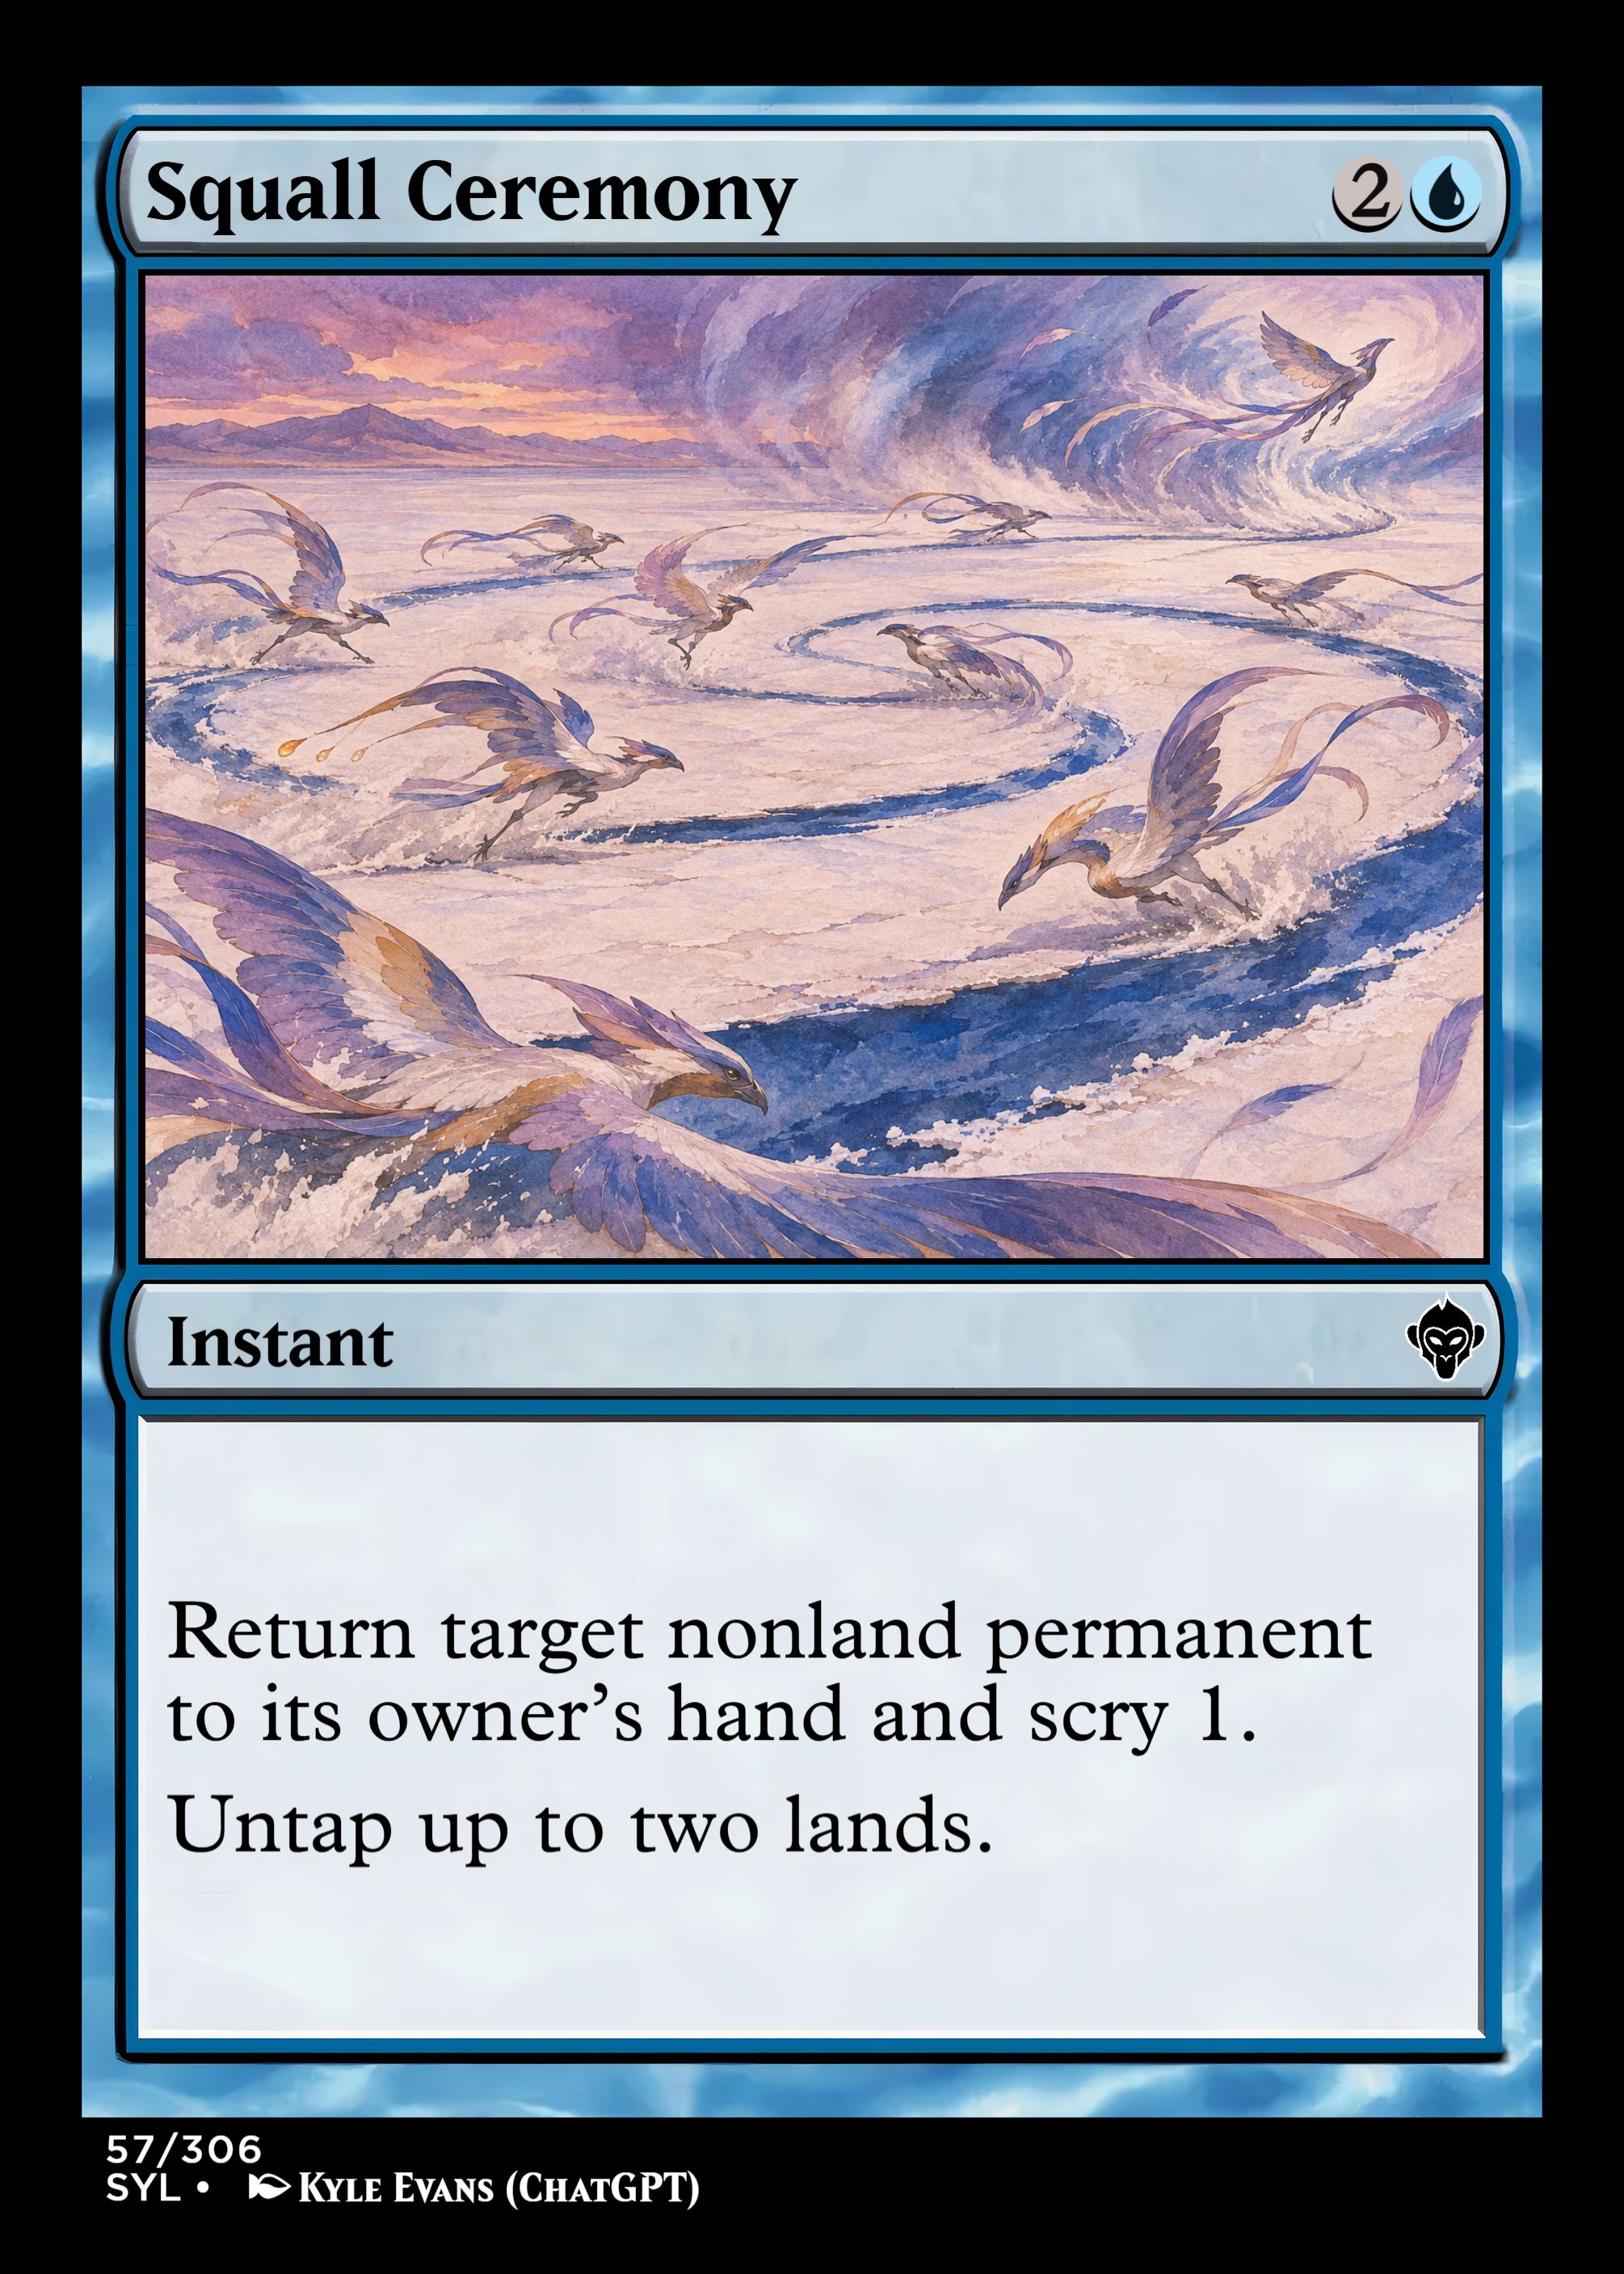 Squall Ceremony 2
Instant
Return target nonland permanent
to its owner’s hand and scry 1.
Untap up to two lands.
57/306
SYL • Kyle Evans (ChatGPT)